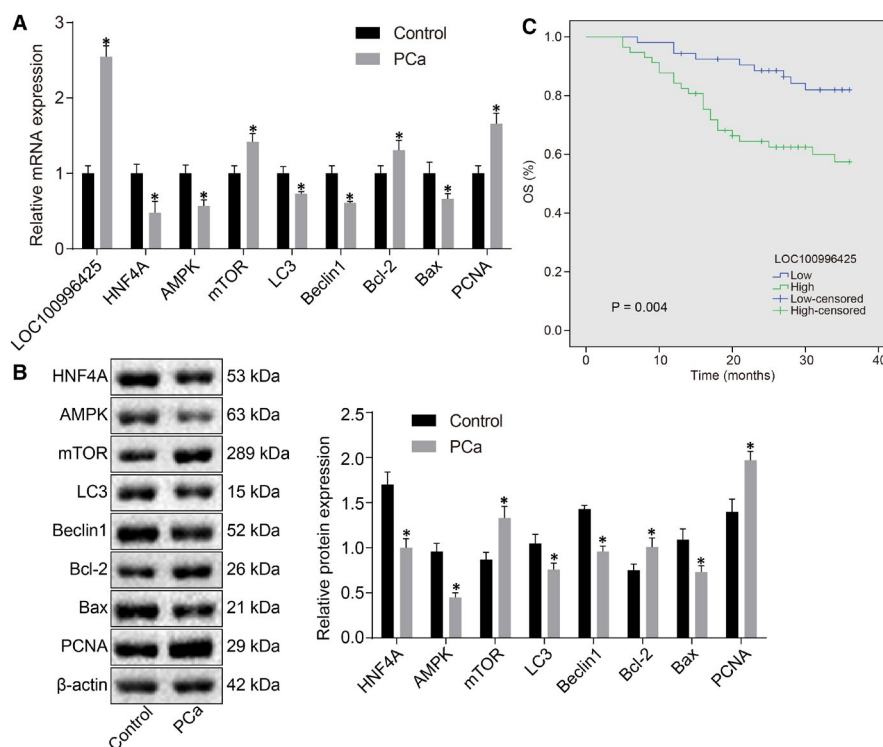 A
Relative mRNA expression
3
2
1
0
Control
PCa
*
*
*
*
*
*
*
*
*
LOC100996425
HNF4A
AMPK
mTOR
LC3
Beclin1
Bcl-2
Bax
PCNA
B
HNF4A 53 kDa
AMPK 63 kDa
mTOR 289 kDa
LC3 15 kDa
Beclin1 52 kDa
Bcl-2 26 kDa
Bax 21 kDa
PCNA 29 kDa
β-actin 42 kDa
Control PCa
Relative protein expression
2.5
2.0
1.5
1.0
0.5
0.0
Control
PCa
*
*
*
*
*
*
*
*
HNF4A
AMPK
mTOR
LC3
Beclin1
Bcl-2
Bax
PCNA
C
OS (%)
1.0
0.8
0.6
0.4
0.2
0.0
LOC100996425
Low
High
Low-censored
High-censored
P = 0.004
0 10 20 30 40
Time (months)